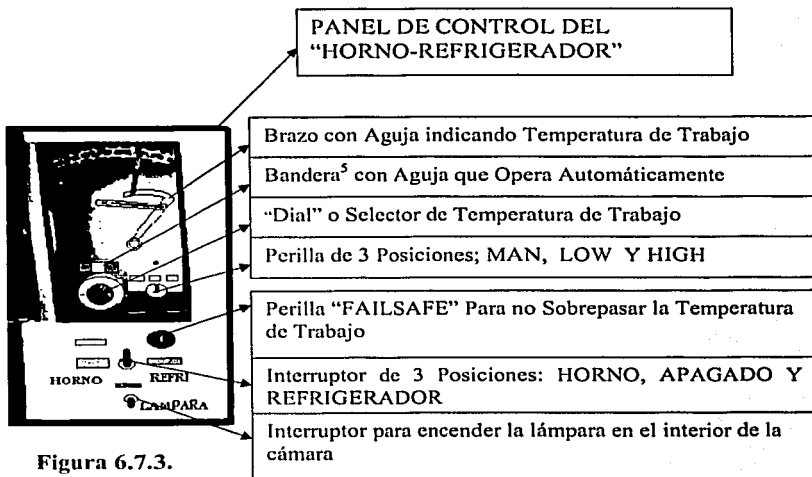 PANEL DE CONTROL DEL
“HORNO-REFRIGERADOR”
Brazo con Aguja indicando Temperatura de Trabajo
Bandera⁵ con Aguja que Opera Automáticamente
“Dial” o Selector de Temperatura de Trabajo
Perilla de 3 Posiciones; MAN, LOW Y HIGH
Perilla “FAILSAFE” Para no Sobrepasar la Temperatura
de Trabajo
Interruptor de 3 Posiciones: HORNO, APAGADO Y
REFRIGERADOR
Interruptor para encender la lámpara en el interior de la
cámara
HORNO REFRI
LAMPARA
Figura 6.7.3.